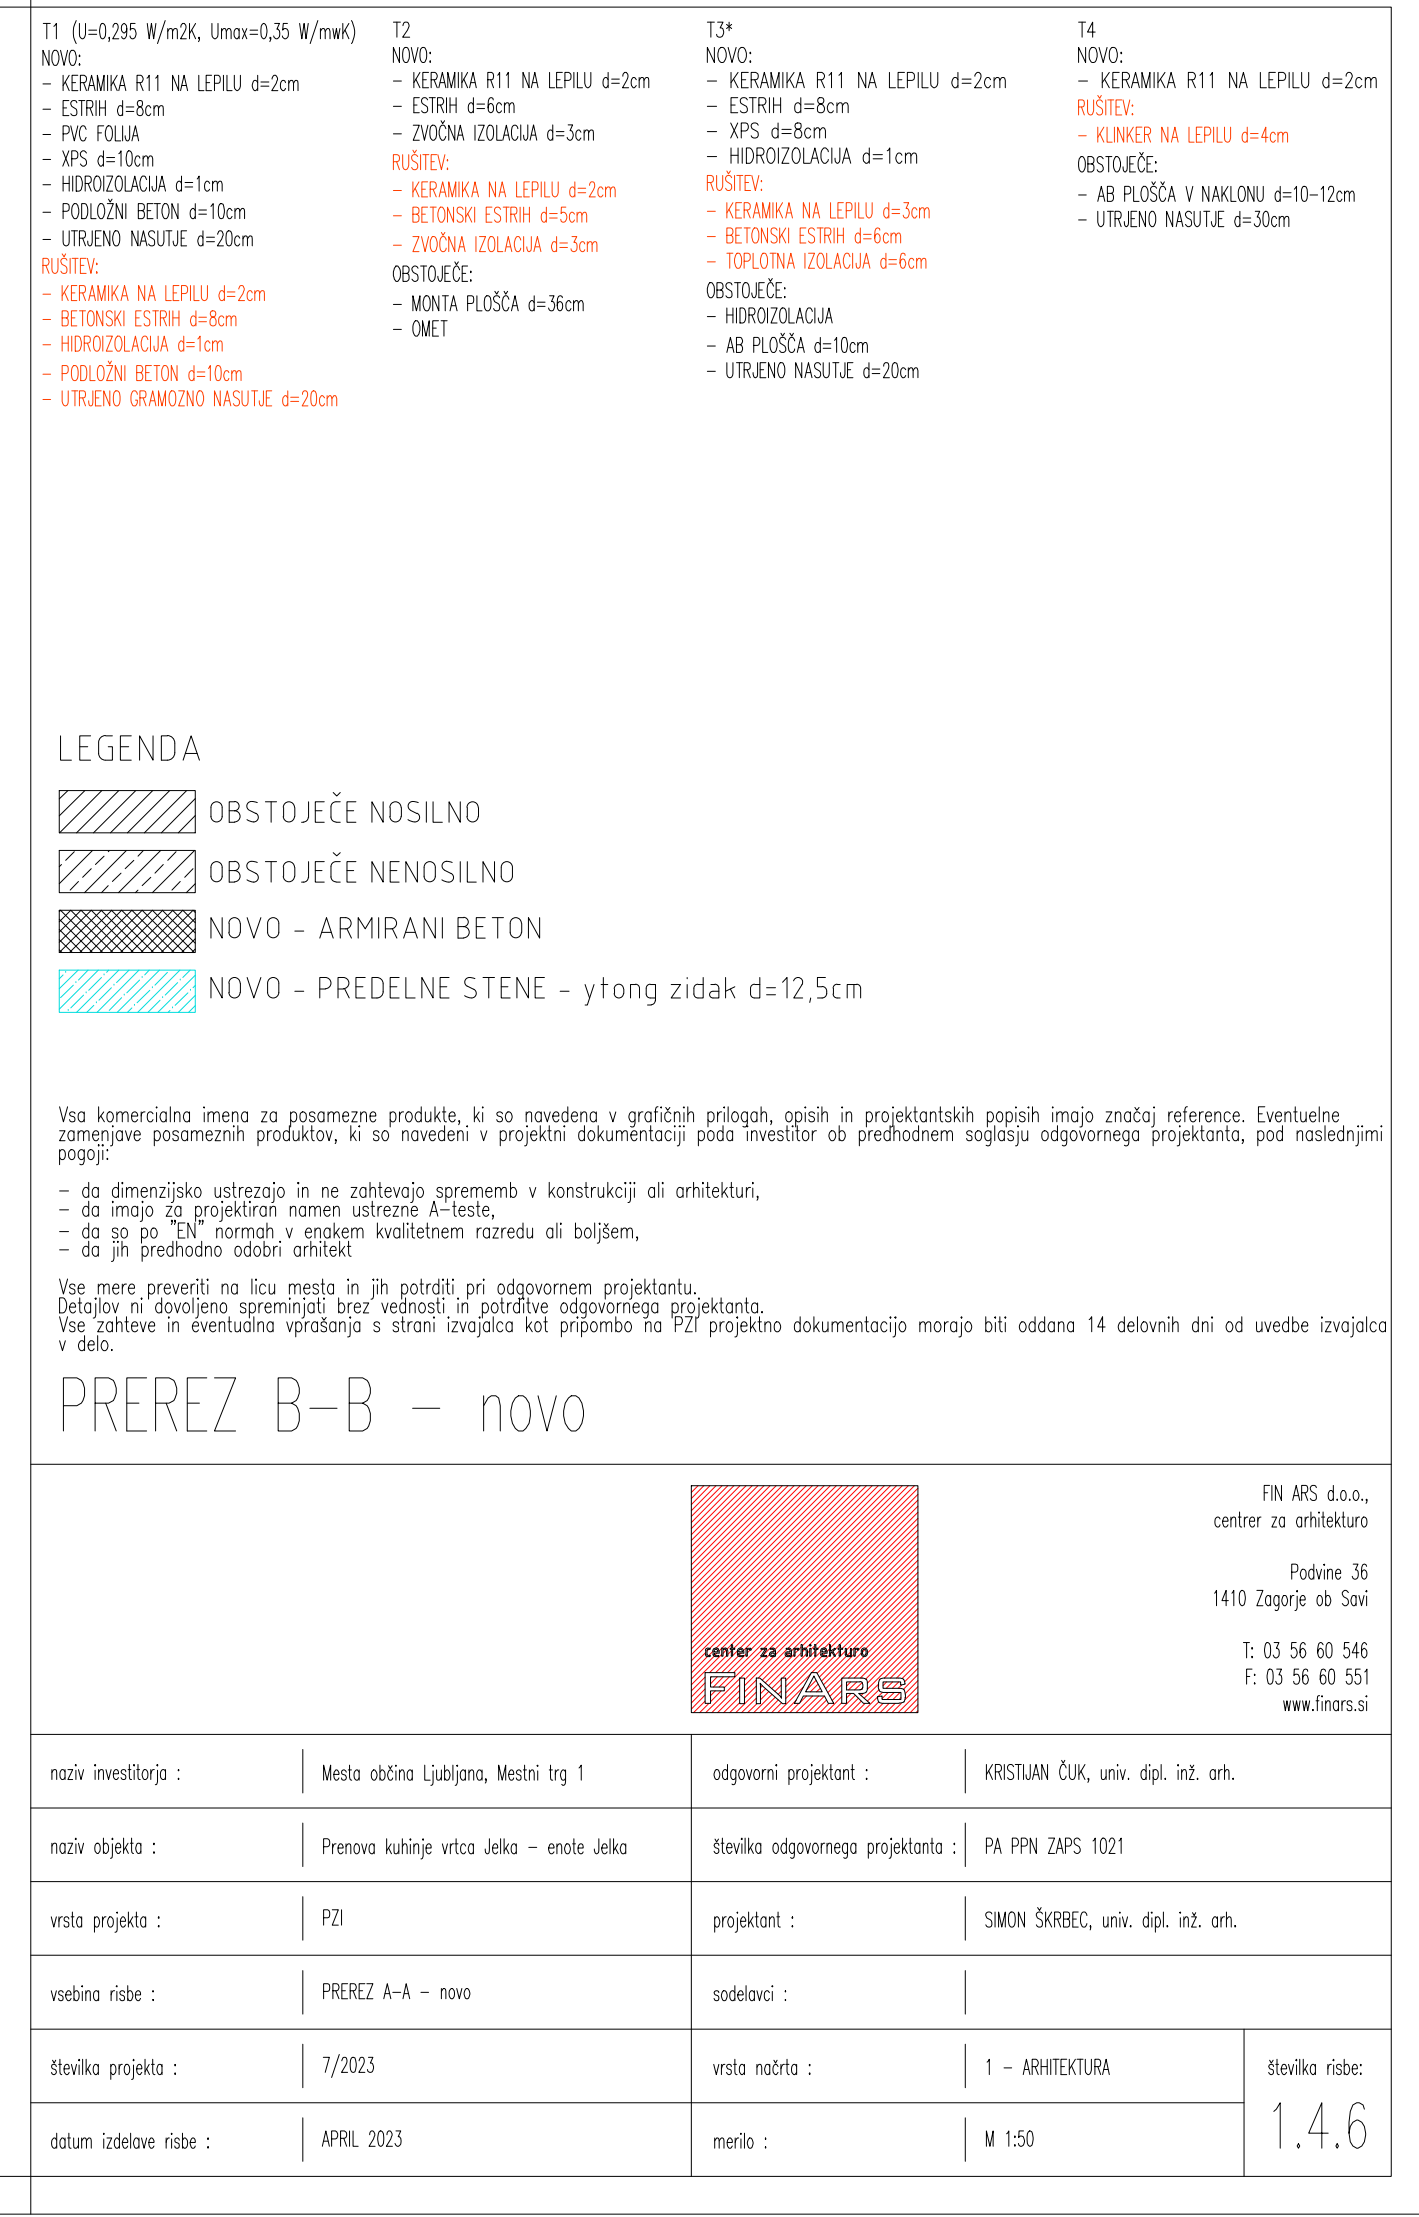 T1 (U=0,295 W/m2K, Umax=0,35 W/mwK)
NOVO:
- KERAMIKA R11 NA LEPILU d=2cm
- ESTRIH d=8cm
- PVC FOLIJA
- XPS d=10cm
- HIDROIZOLACIJA d=1cm
- PODLOŽNI BETON d=10cm
- UTRJENO NASUTJE d=20cm
RUŠITEV:
- KERAMIKA NA LEPILU d=2cm
- BETONSKI ESTRIH d=8cm
- HIDROIZOLACIJA d=1cm
- PODLOŽNI BETON d=10cm
- UTRJENO GRAMOZNO NASUTJE d=20cm
T2
NOVO:
- KERAMIKA R11 NA LEPILU d=2cm
- ESTRIH d=6cm
- ZVOČNA IZOLACIJA d=3cm
RUŠITEV:
- KERAMIKA NA LEPILU d=2cm
- BETONSKI ESTRIH d=5cm
- ZVOČNA IZOLACIJA d=3cm
OBSTOJEČE:
- MONTA PLOŠČA d=36cm
- OMET
T3*
NOVO:
- KERAMIKA R11 NA LEPILU d=2cm
- ESTRIH d=8cm
- XPS d=8cm
- HIDROIZOLACIJA d=1cm
RUŠITEV:
- KERAMIKA NA LEPILU d=3cm
- BETONSKI ESTRIH d=6cm
- TOPLOTNA IZOLACIJA d=6cm
OBSTOJEČE:
- HIDROIZOLACIJA
- AB PLOŠČA d=10cm
- UTRJENO NASUTJE d=20cm
T4
NOVO:
- KERAMIKA R11 NA LEPILU d=2cm
RUŠITEV:
- KLINKER NA LEPILU d=4cm
OBSTOJEČE:
- AB PLOŠČA V NAKLONU d=10-12cm
- UTRJENO NASUTJE d=30cm
LEGENDA
OBSTOJEČE NOSILNO
OBSTOJEČE NENOSILNO
NOVO - ARMIRANI BETON
NOVO - PREDELNE STENE - ytong zidak d=12,5cm
Vsa komercialna imena za posamezne produkte, ki so navedena v grafičnih prilogah, opisih in projektantskih popisih imajo značaj reference. Eventuelne
zamenjave posameznih produktov, ki so navedeni v projektni dokumentaciji poda investitor ob predhodnem soglasju odgovornega projektanta, pod naslednjimi
pogoji:
- da dimenzijsko ustrezajo in ne zahtevajo sprememb v konstrukciji ali arhitekturi,
- da imajo za projektiran namen ustrezne A-teste,
- da so po "EN" normah v enakem kvalitetnem razredu ali boljšem,
- da jih predhodno odobri arhitekt
Vse mere preveriti na licu mesta in jih potrditi pri odgovornem projektantu.
Detajlov ni dovoljeno spreminjati brez vednosti in potrditve odgovornega projektanta.
Vse zahteve in eventualna vprašanja s strani izvajalca kot pripombo na PZI projektno dokumentacijo morajo biti oddana 14 delovnih dni od uvedbe izvajalca
v delo.
PREREZ B-B - novo
center za arhitekturo
FINARS
FIN ARS d.o.o.,
centrer za arhitekturo
Podvine 36
1410 Zagorje ob Savi
T: 03 56 60 546
F: 03 56 60 551
www.finars.si
naziv investitorja : Mesta občina Ljubljana, Mestni trg 1
odgovorni projektant : KRISTIJAN ČUK, univ. dipl. inž. arh.
naziv objekta : Prenova kuhinje vrtca Jelka - enote Jelka
številka odgovornega projektanta : PA PPN ZAPS 1021
vrsta projekta : PZI
projektant : SIMON ŠKRBEC, univ. dipl. inž. arh.
vsebina risbe : PREREZ A-A - novo
sodelavci :
številka projekta : 7/2023
vrsta načrta : 1 - ARHITEKTURA
številka risbe:
1.4.6
datum izdelave risbe : APRIL 2023
merilo : M 1:50